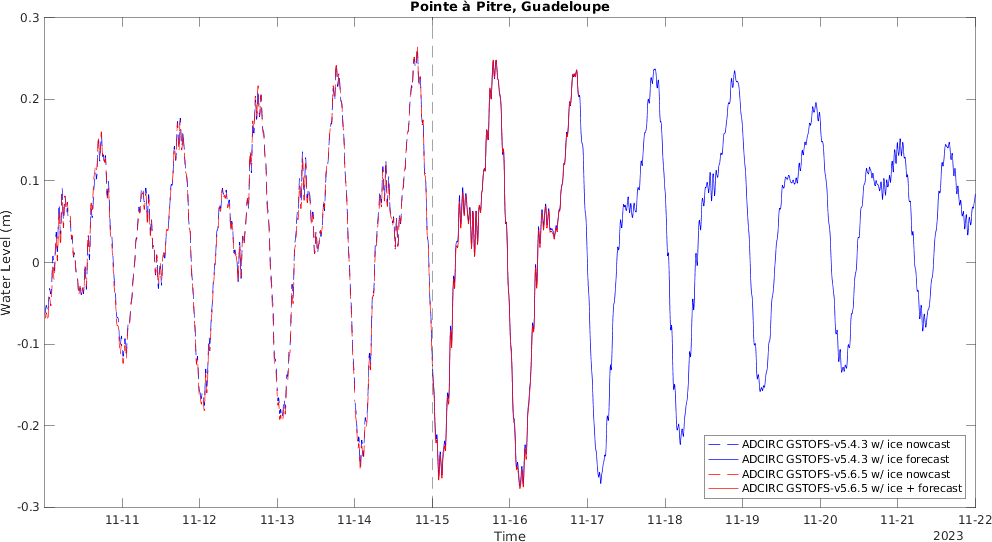 Pointe à Pitre, Guadeloupe
0.3
0.2
0.1
0
-0.1
-0.2
-0.3
Water Level (m)
ADCIRC GSTOFS-v5.4.3 w/ ice nowcast
ADCIRC GSTOFS-v5.4.3 w/ ice forecast
ADCIRC GSTOFS-v5.6.5 w/ ice nowcast
ADCIRC GSTOFS-v5.6.5 w/ ice + forecast
11-11 11-12 11-13 11-14 11-15 11-16 11-17 11-18 11-19 11-20 11-21 11-22
Time
2023